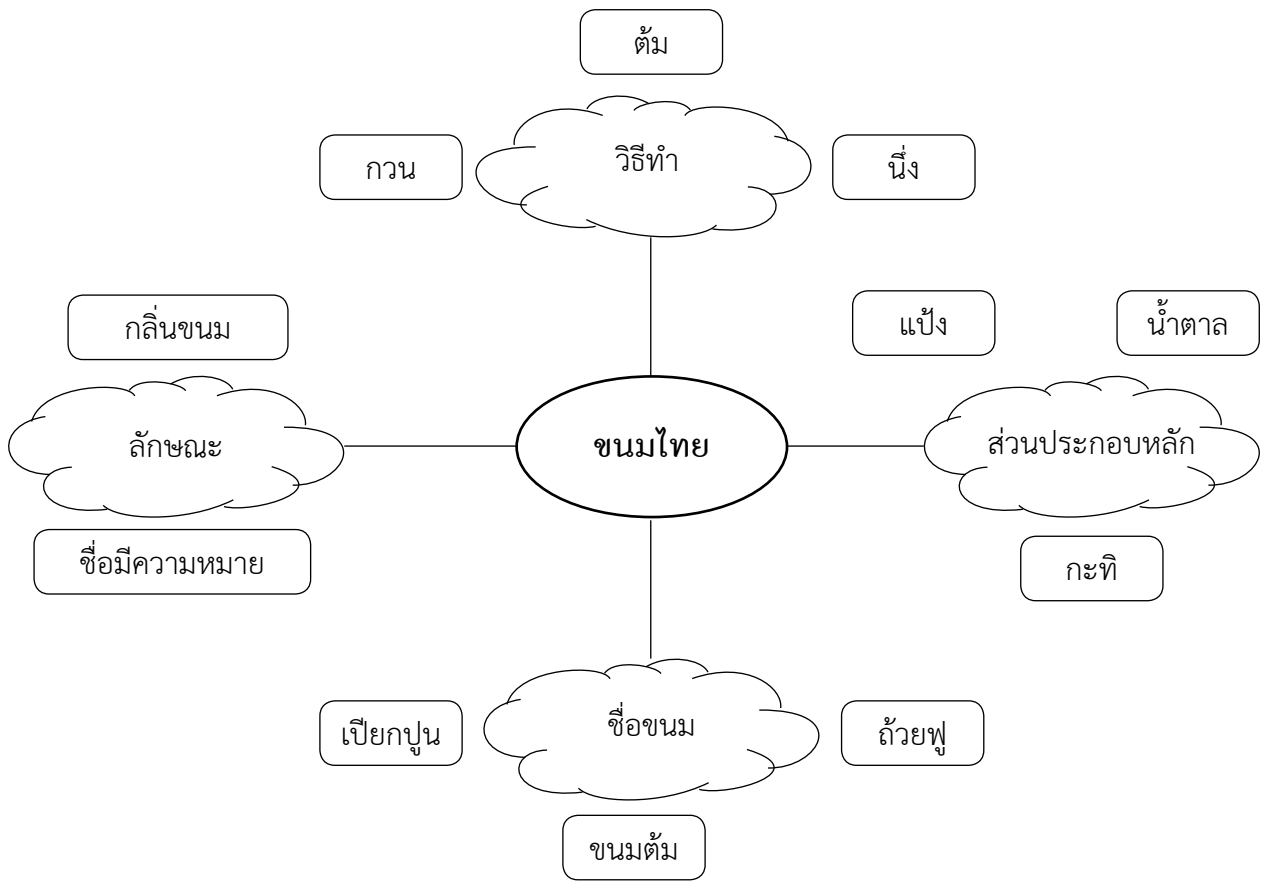 ต้ม
กวน
วิธีทำ
นึ่ง
กลิ่นขนม
แป้ง
น้ำตาล
ลักษณะ
ขนมไทย
ส่วนประกอบหลัก
ชื่อมีความหมาย
กะทิ
เปียกปูน
ชื่อขนม
ถ้วยฟู
ขนมต้ม